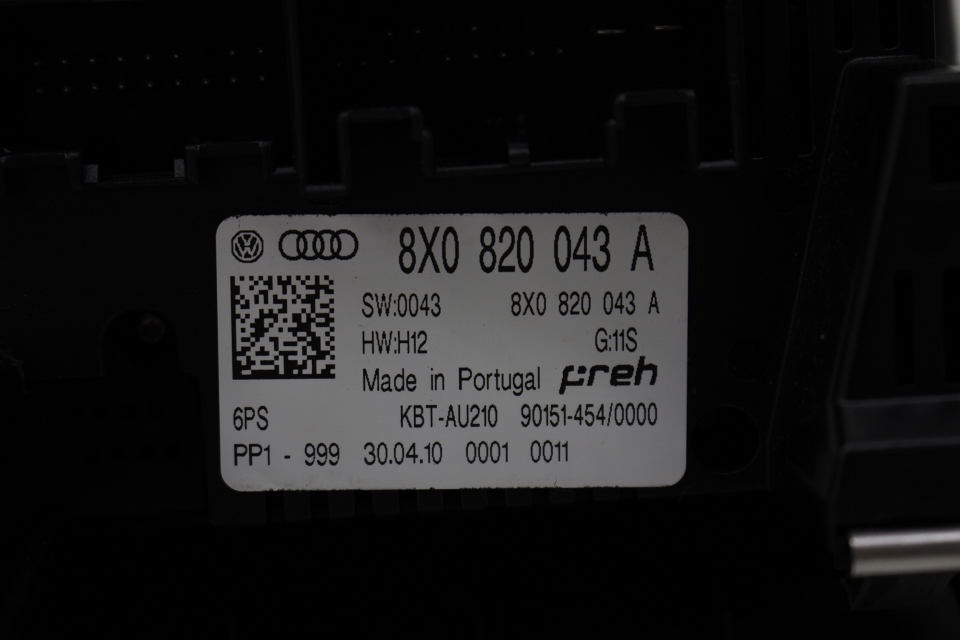 8X0 820 043 A
SW:0043 8X0 820 043 A
HW:H12 G:11S
Made in Portugal preh
6PS KBT-AU210 90151-454/0000
PP1 - 999 30.04.10 0001 0011